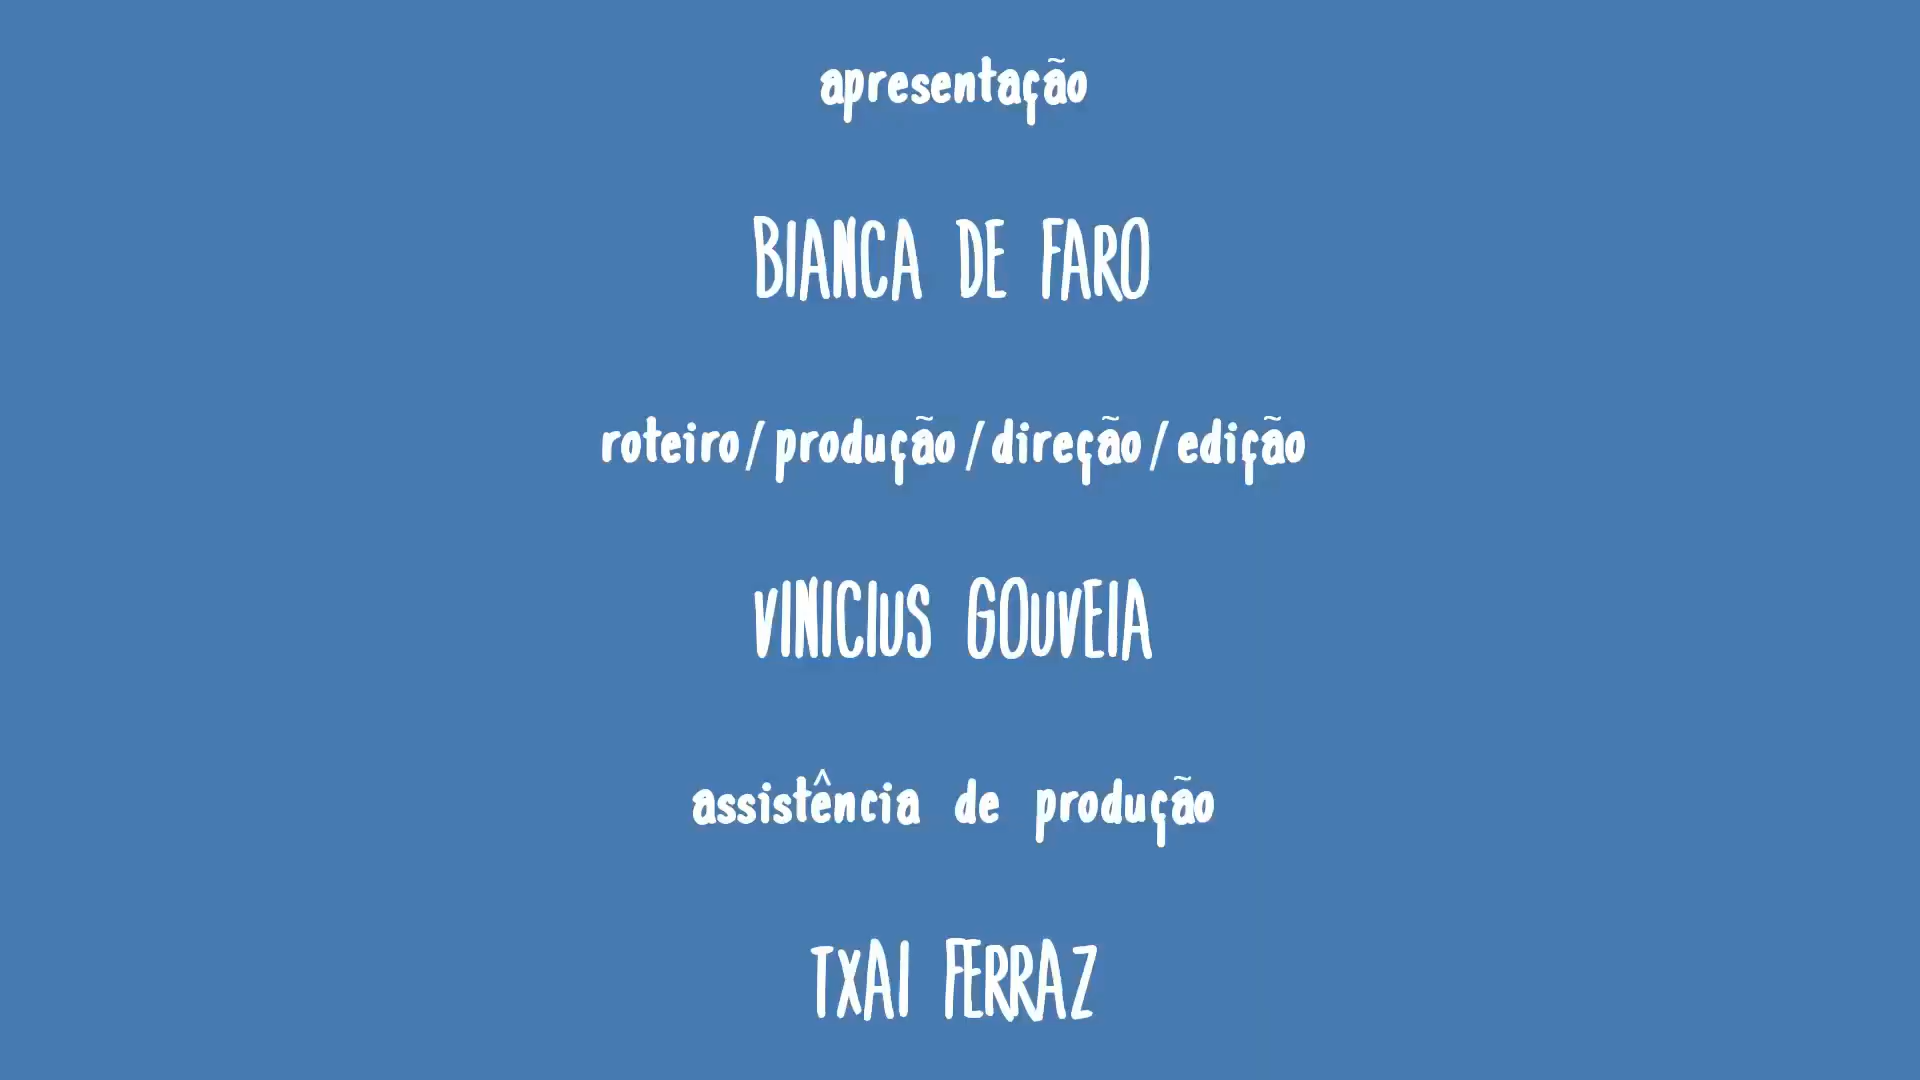 apresentação
BIANCA DE FARO
roteiro/produção/direção/edição
VINICIUS GOUVEIA
assistência de produção
TXAI FERRAZ